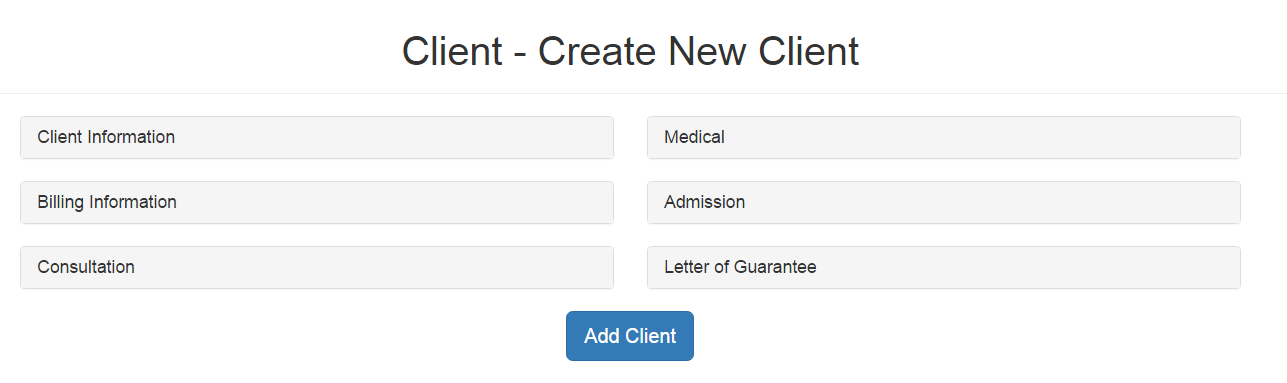 Client - Create New Client
Client Information
Medical
Billing Information
Admission
Consultation
Letter of Guarantee
Add Client